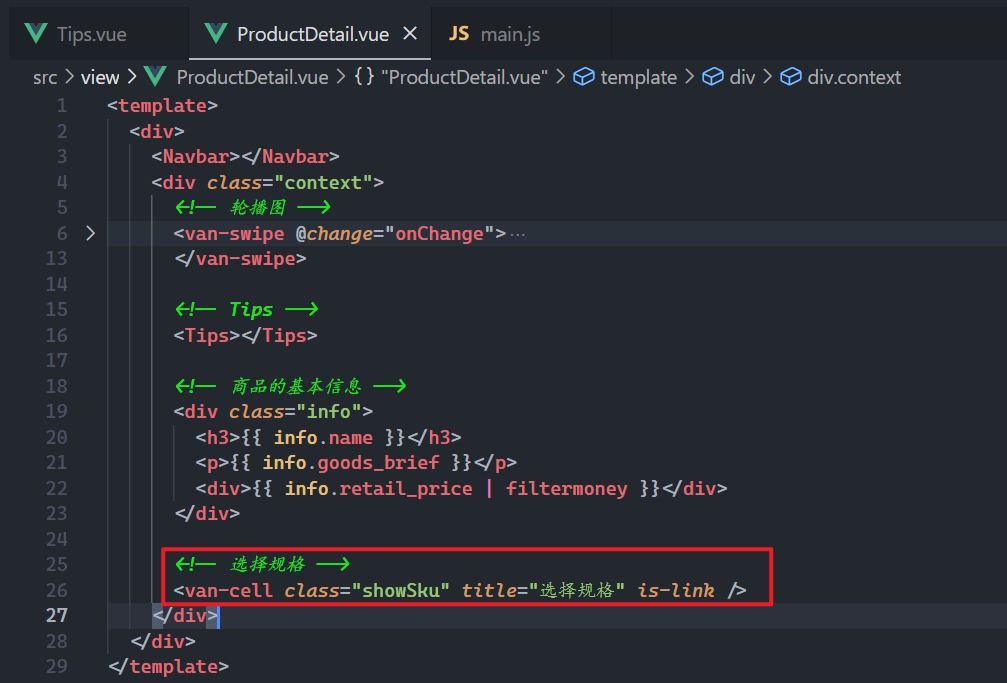 Tips.vue ProductDetail.vue JS main.js
src > view > ProductDetail.vue > {} "ProductDetail.vue" > template > div > div.context
1 <template>
2 <div>
3 <Navbar></Navbar>
4 <div class="context">
5 <!-- 轮播图 -->
6 <van-swipe @change="onChange">···
13 </van-swipe>
14
15 <!-- Tips -->
16 <Tips></Tips>
17
18 <!-- 商品的基本信息 -->
19 <div class="info">
20 <h3>{{ info.name }}</h3>
21 <p>{{ info.goods_brief }}</p>
22 <div>{{ info.retail_price | filtermoney }}</div>
23 </div>
24
25 <!-- 选择规格 -->
26 <van-cell class="showSku" title="选择规格" is-link />
27 </div>
28 </div>
29 </template>